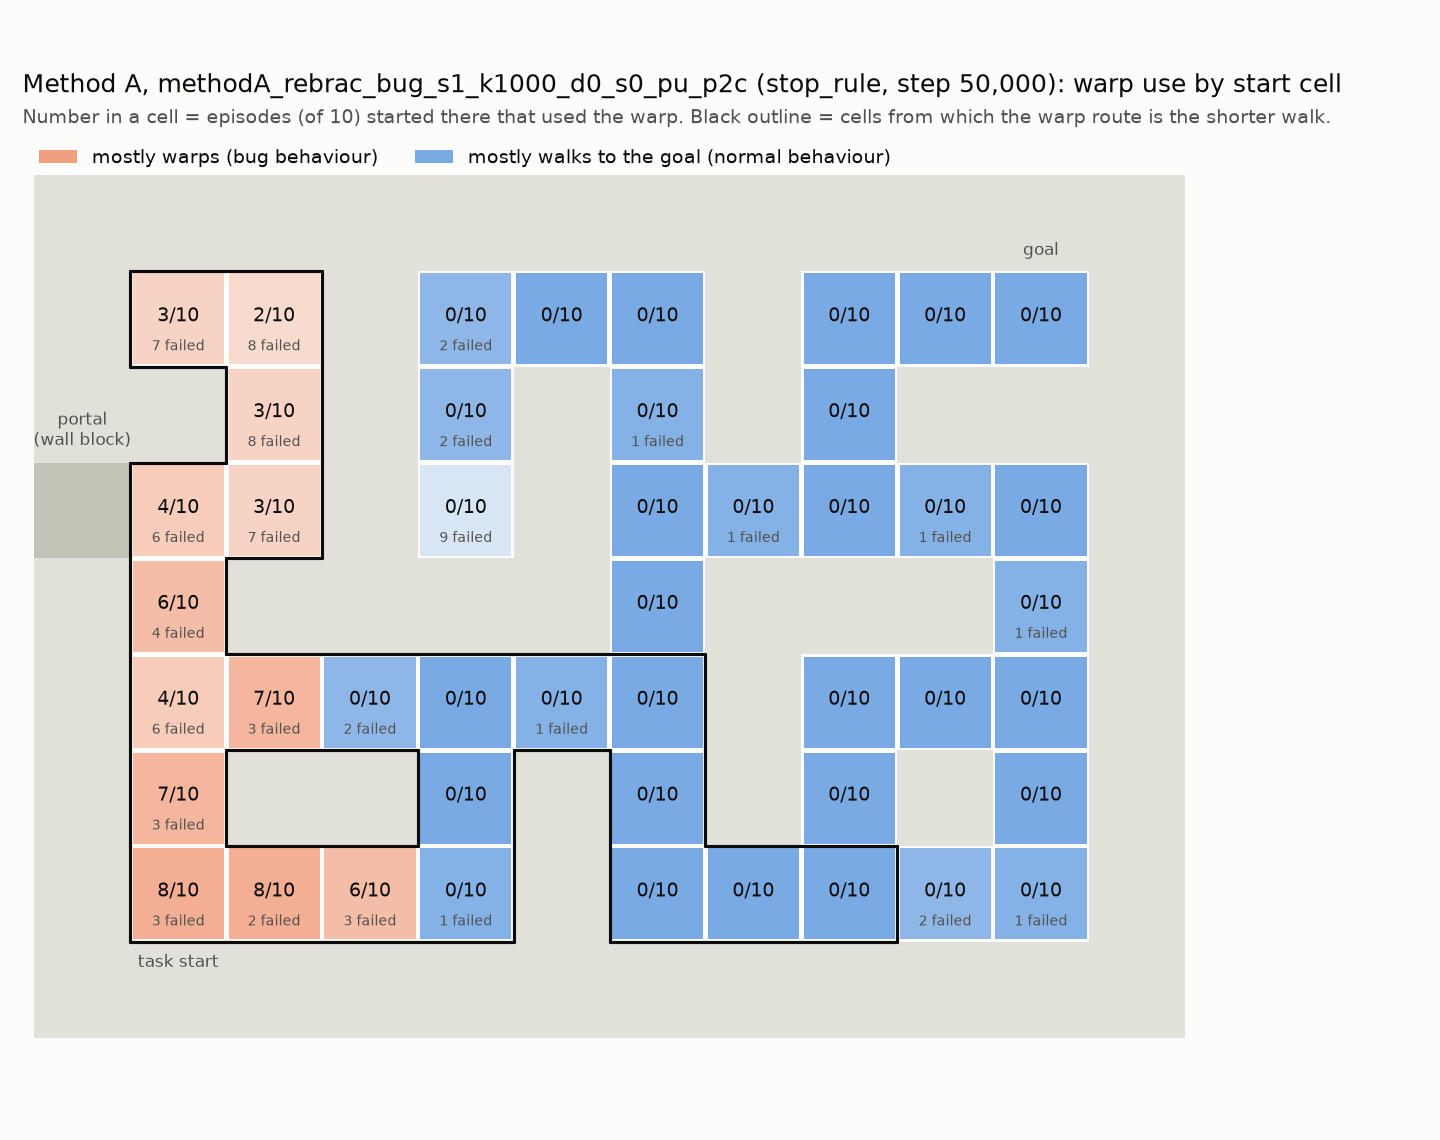 Method A, methodA_rebrac_bug_s1_k1000_d0_s0_pu_p2c (stop_rule, step 50,000): warp use by start cell
Number in a cell = episodes (of 10) started there that used the warp. Black outline = cells from which the warp route is the shorter walk.
mostly warps (bug behaviour) mostly walks to the goal (normal behaviour)
goal
3/10 2/10 0/10 0/10 0/10 0/10 0/10 0/10
7 failed 8 failed 2 failed
3/10 0/10 0/10 0/10
portal
(wall block) 8 failed 2 failed 1 failed
4/10 3/10 0/10 0/10 0/10 0/10 0/10 0/10
6 failed 7 failed 9 failed 1 failed 1 failed
6/10 0/10 0/10
4 failed 1 failed
4/10 7/10 0/10 0/10 0/10 0/10 0/10 0/10 0/10
6 failed 3 failed 2 failed 1 failed
7/10 0/10 0/10 0/10 0/10
3 failed
8/10 8/10 6/10 0/10 0/10 0/10 0/10 0/10 0/10
3 failed 2 failed 3 failed 1 failed 2 failed 1 failed
task start